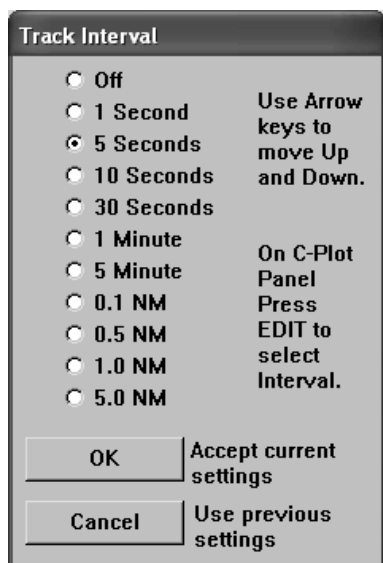 Track Interval
Off
1 Second
5 Seconds
10 Seconds
30 Seconds
1 Minute
5 Minute
0.1 NM
0.5 NM
1.0 NM
5.0 NM
Use Arrow
keys to
move Up
and Down.
On C-Plot
Panel
Press
EDIT to
select
Interval.
OK
Accept current
settings
Cancel
Use previous
settings